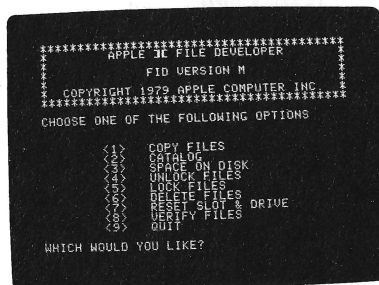 ****************************************
* APPLE ][ FILE DEVELOPER *
* FID VERSION M *
* COPYRIGHT 1979 APPLE COMPUTER INC. *
****************************************
CHOOSE ONE OF THE FOLLOWING OPTIONS
<1> COPY FILES
<2> CATALOG
<3> SPACE ON DISK
<4> UNLOCK FILES
<5> LOCK FILES
<6> DELETE FILES
<7> RESET SLOT & DRIVE
<8> VERIFY FILES
<9> QUIT
WHICH WOULD YOU LIKE?